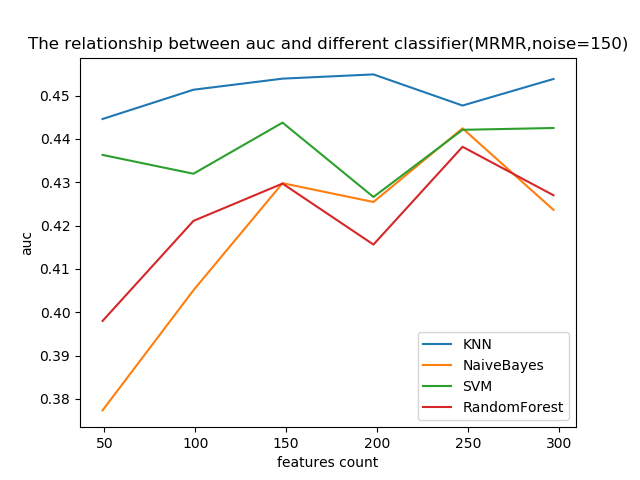 The relationship between auc and different classifier(MRMR,noise=150)
0.45
0.44
0.43
0.42
0.41
0.40
0.39
0.38
auc
50 100 150 200 250 300
features count
KNN
NaiveBayes
SVM
RandomForest